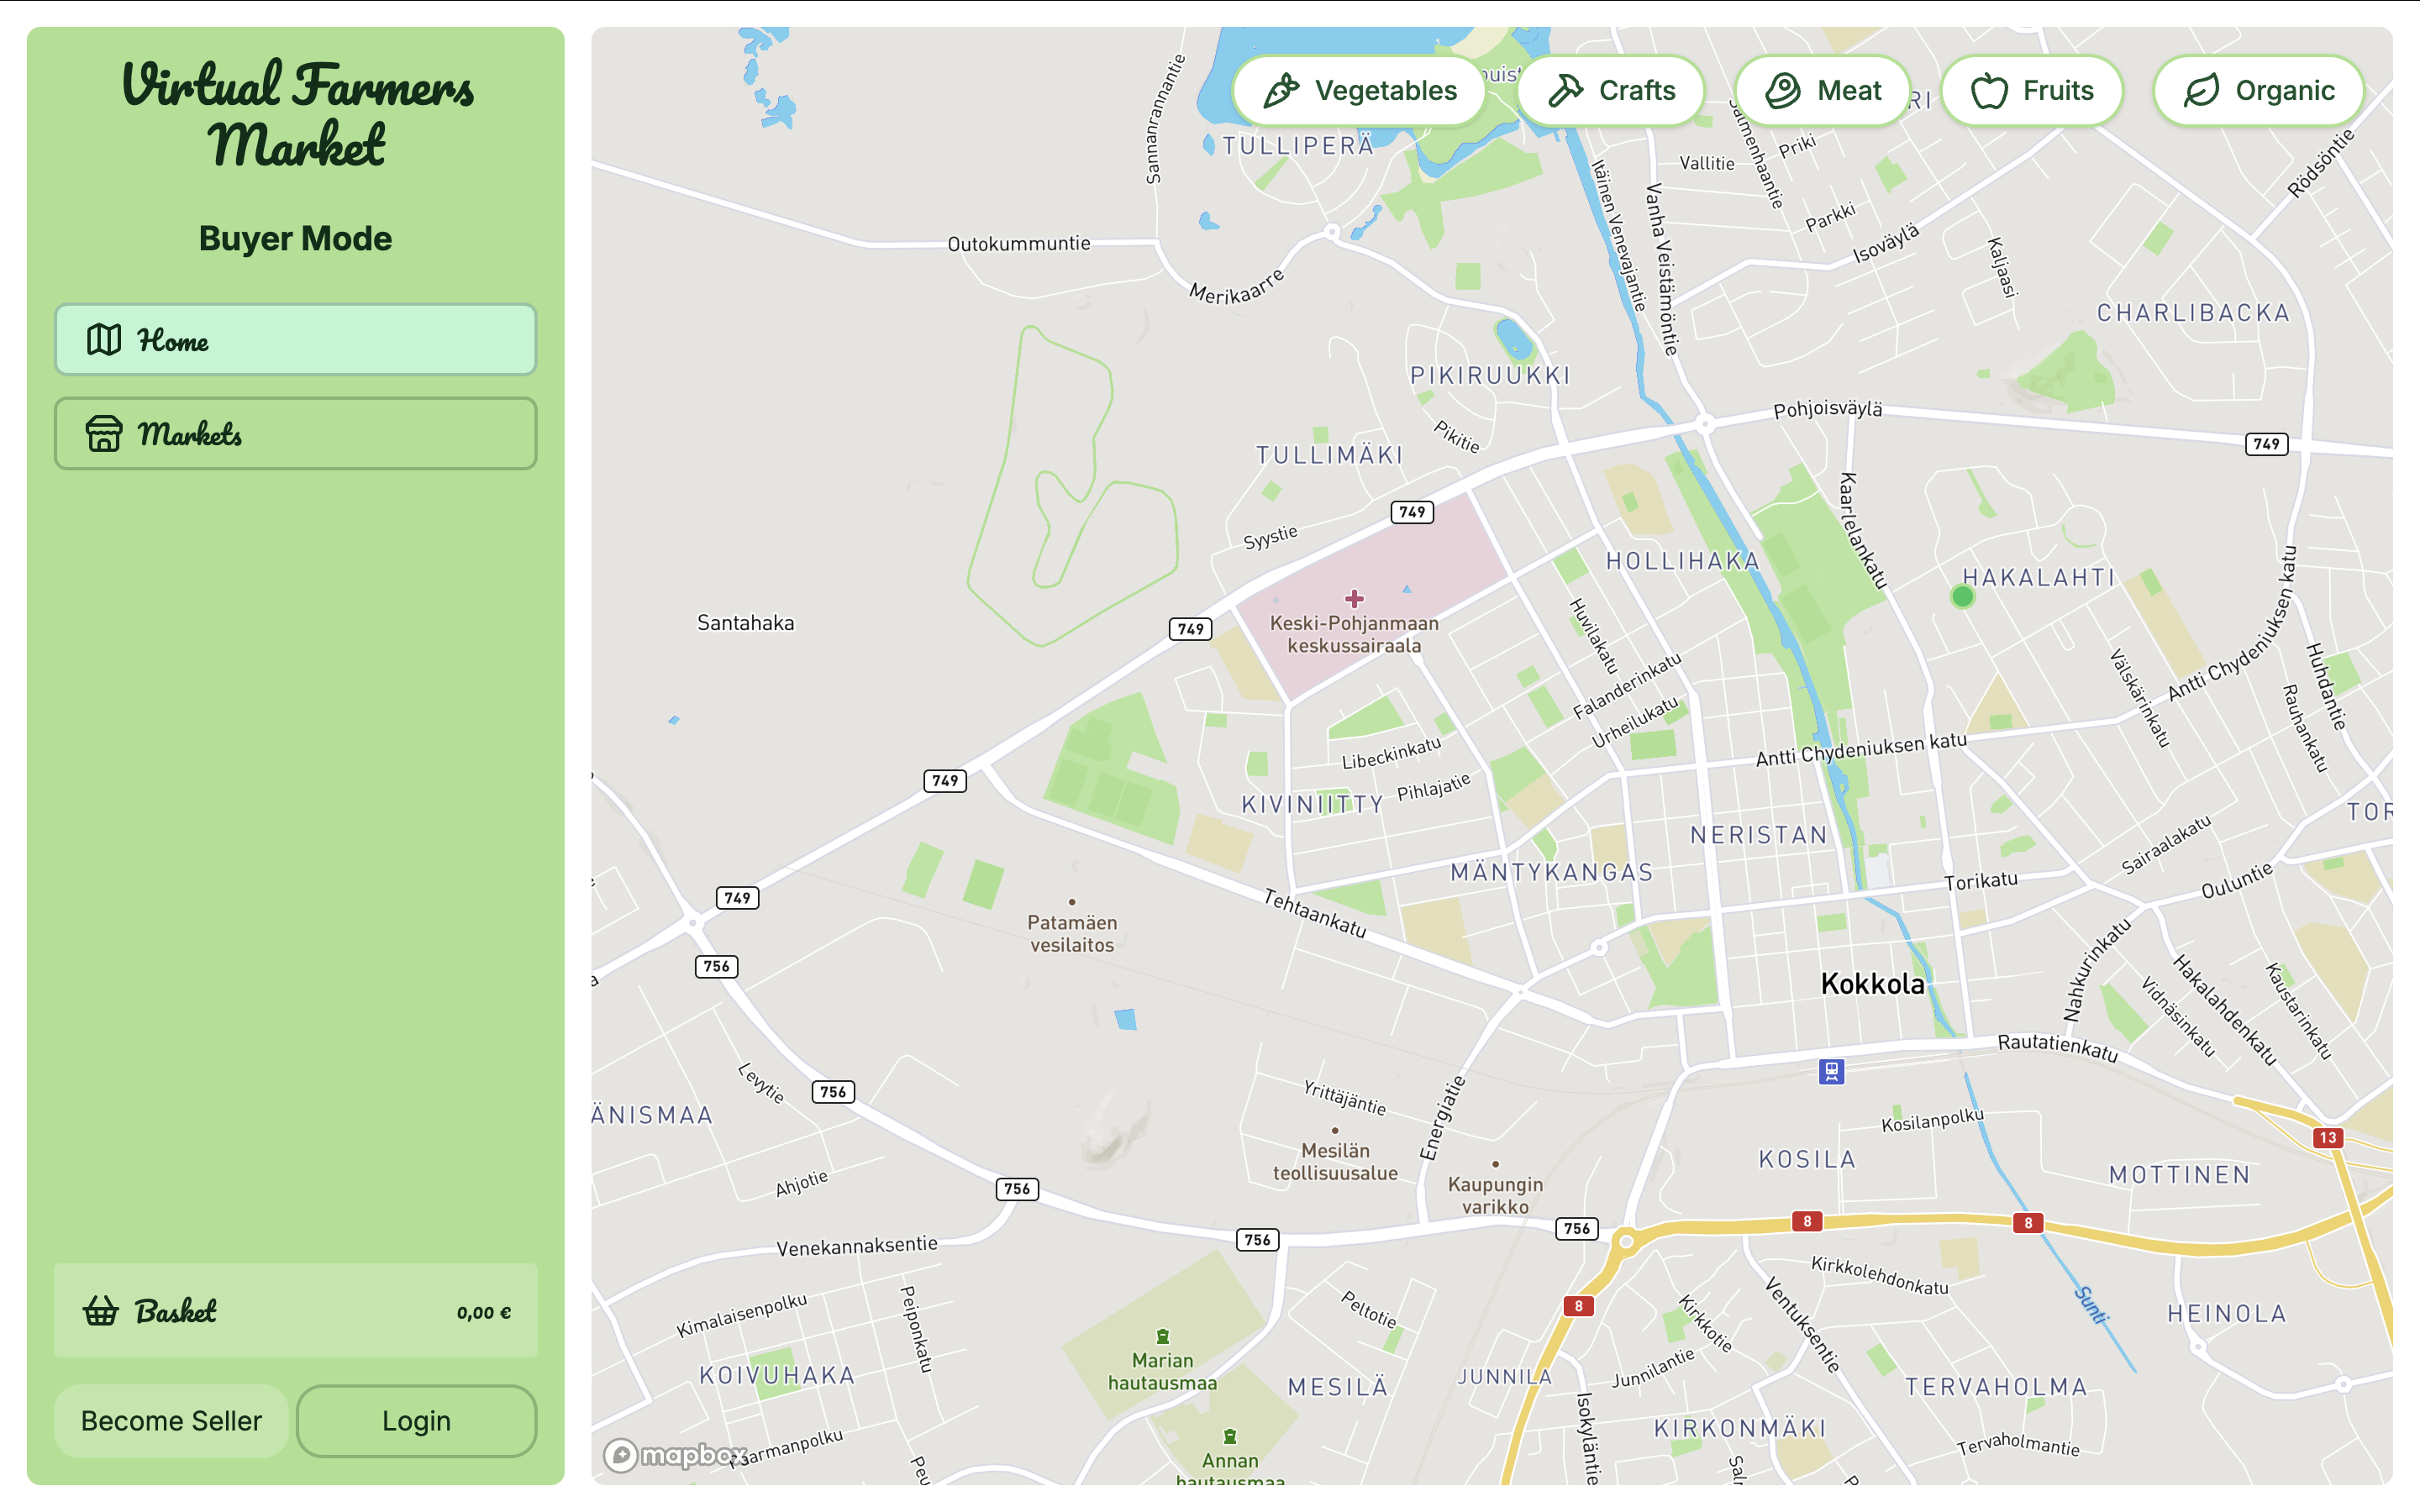 Virtual Farmers
Market
Buyer Mode
Home
Markets
Basket
0,00 €
Become Seller
Login
Vegetables
Crafts
Meat
Fruits
Organic
Sannanrannantie
TULLIPERÄ
Itäinen Venevajantie
Vanha Veistämöntie
Vallitie
Priki
Parkki
Isoväylä
Kaljaasi
Rödsöntie
Outokummuntie
Merikaarre
CHARLIBACKA
PIKIRUUKKI
Pikitie
Pohjoisväylä
749
TULLIMÄKI
749
Syystie
Kaarlelankatu
HOLLIHAKA
HAKALAHTI
Santahaka
749
Keski-Pohjanmaan
keskussairaala
Huvilakatu
Falanderinkatu
Urheilukatu
Välskärinkatu
Antti Chydeniuksen katu
Huhdantie
Rauhankatu
Antti Chydeniuksen katu
Libeckinkatu
Pihlajatie
749
KIVINIITTY
NERISTAN
TOR
MÄNTYKANGAS
Sairaalakatu
Torikatu
Ouluntie
749
Tehtaankatu
Patamäen
vesilaitos
756
Kokkola
Nahkurinkatu
Hakalahdenkatu
Vidnäsinkatu
Kaustarinkatu
Rautatienkatu
Levytie
756
ÄNISMAA
Yrittäjäntie
Energiatie
Mesilän
teollisuusalue
Kaupungin
varikko
Kosilanpolku
KOSILA
MOTTINEN
13
Ahjotie
756
Venekannaksentie
756
756
8
8
8
Kirkkolehdonkatu
Ventuksentie
Sunti
HEINOLA
Kimalaisenpolku
Peiponkatu
Peltotie
Kirkkotie
Junnilantie
KOIVUHAKA
Marian
hautausmaa
MESILÄ
JUNNILA
TERVAHOLMA
Isokyläntie
KIRKONMÄKI
Tervaholmantie
Annan
hautausmaa
mapbox